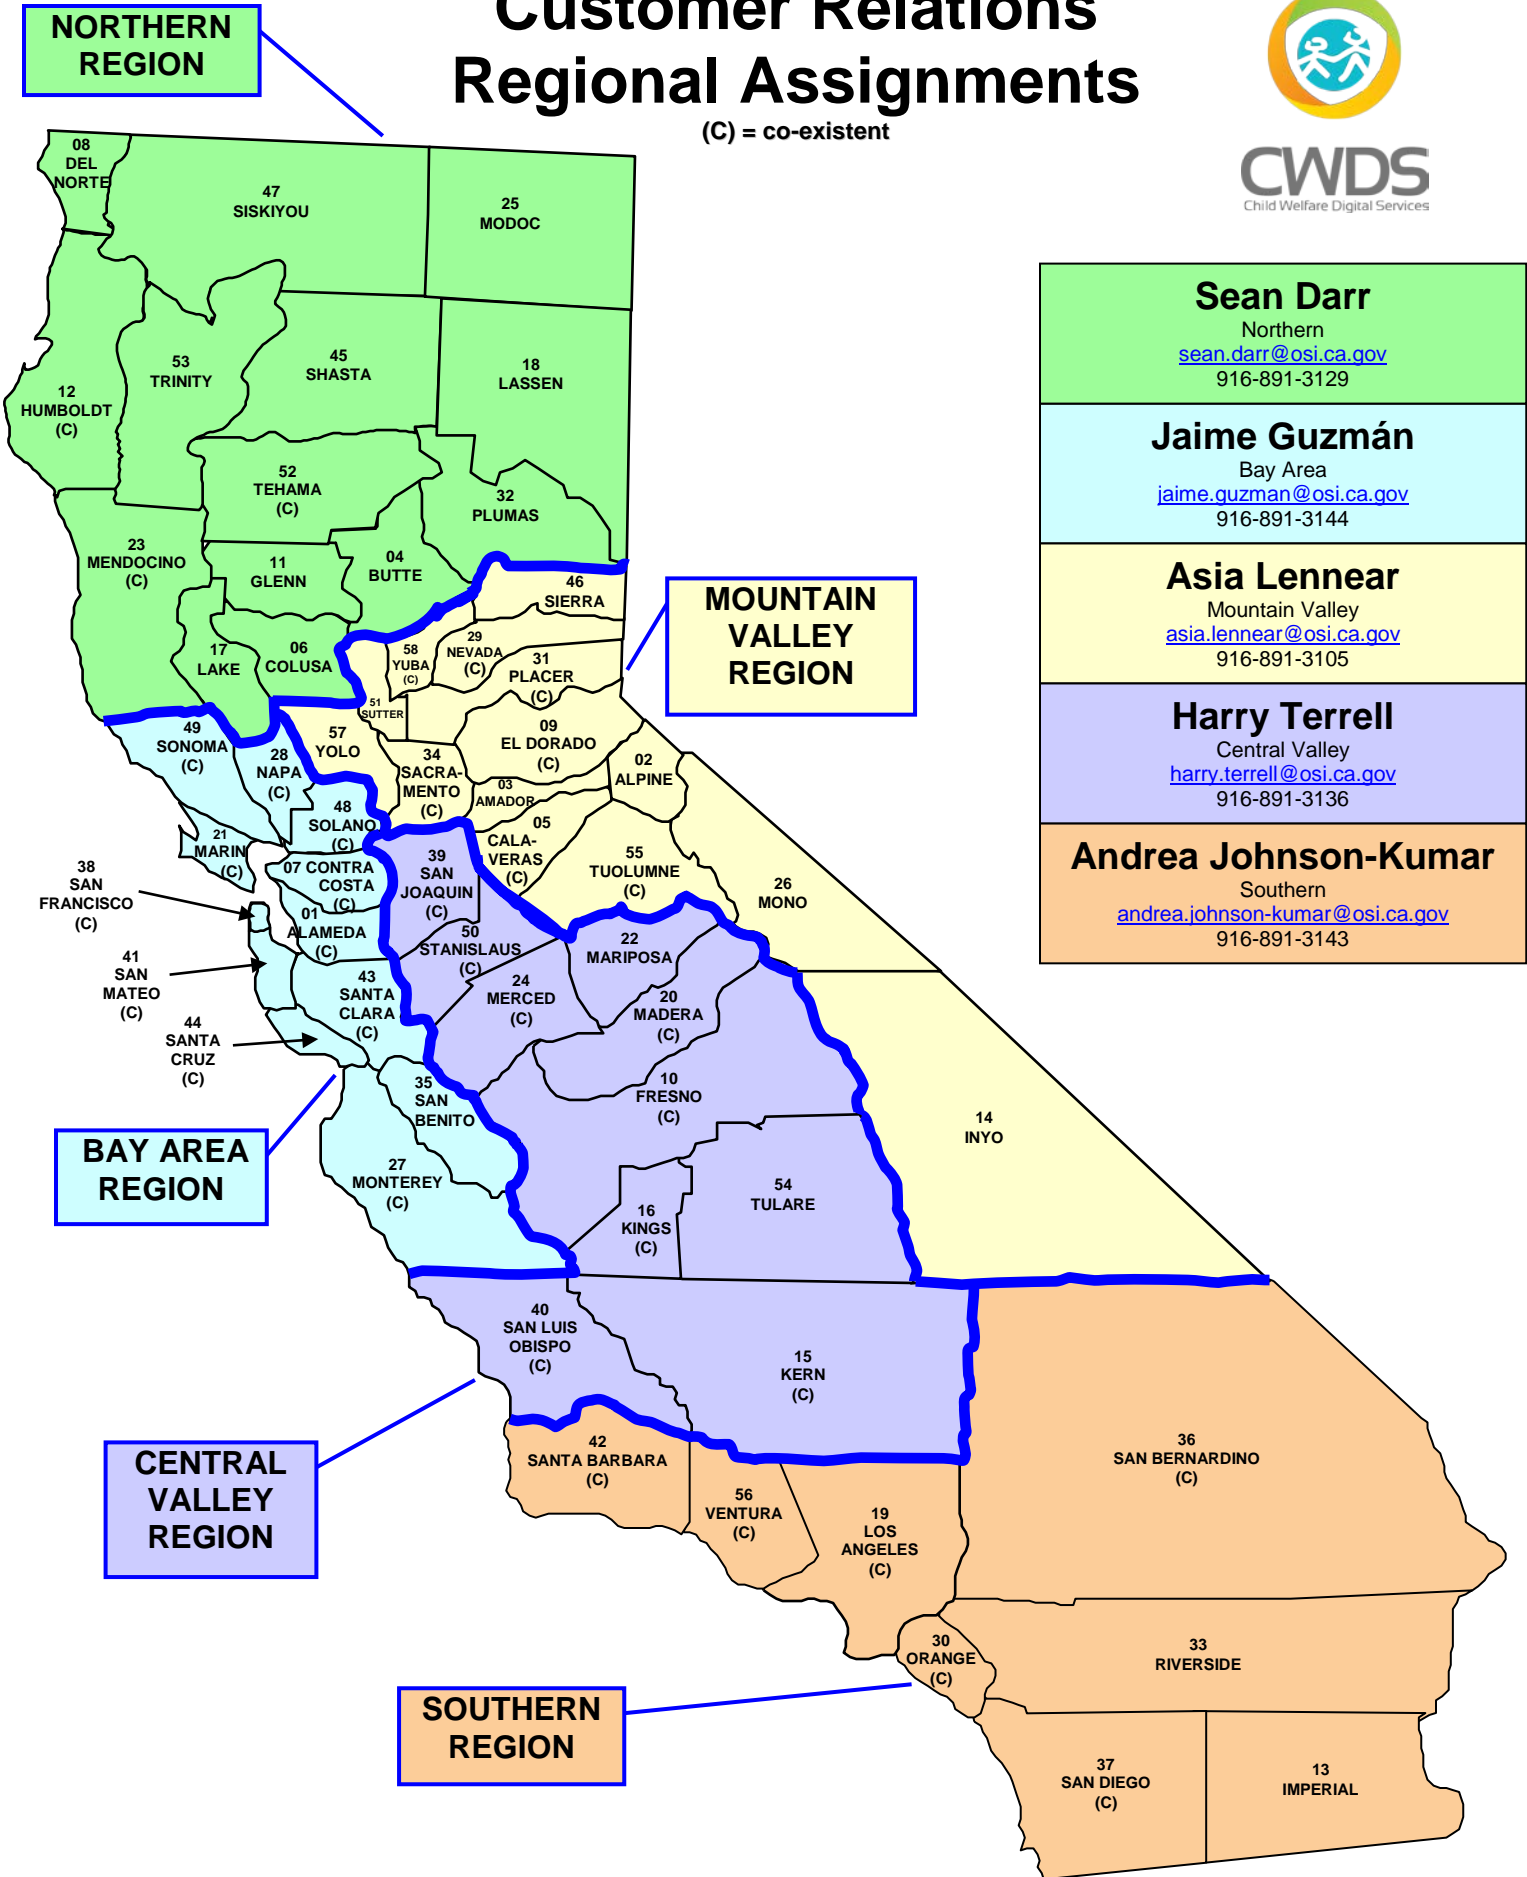 Customer Relations
Regional Assignments
(C) = co-existent
CWDS
Child Welfare Digital Services
NORTHERN
REGION
08
DEL
NORTE
47
SISKIYOU
25
MODOC
12
HUMBOLDT
(C)
53
TRINITY
45
SHASTA
18
LASSEN
52
TEHAMA
(C)
32
PLUMAS
23
MENDOCINO
(C)
11
GLENN
04
BUTTE
17
LAKE
06
COLUSA
Sean Darr
Northern
sean.darr@osi.ca.gov
916-891-3129
Jaime Guzmán
Bay Area
jaime.guzman@osi.ca.gov
916-891-3144
Asia Lennear
Mountain Valley
asia.lennear@osi.ca.gov
916-891-3105
Harry Terrell
Central Valley
harry.terrell@osi.ca.gov
916-891-3136
Andrea Johnson-Kumar
Southern
andrea.johnson-kumar@osi.ca.gov
916-891-3143
MOUNTAIN
VALLEY
REGION
46
SIERRA
58
YUBA
(C)
29
NEVADA
(C)
31
PLACER
(C)
51
SUTTER
57
YOLO
34
SACRA-
MENTO
(C)
09
EL DORADO
(C)
02
ALPINE
03
AMADOR
05
CALA-
VERAS
(C)
55
TUOLUMNE
(C)
26
MONO
14
INYO
49
SONOMA
(C)
28
NAPA
(C)
48
SOLANO
(C)
21
MARIN
(C)
07 CONTRA
COSTA
(C)
38
SAN
FRANCISCO
(C)
01
ALAMEDA
(C)
41
SAN
MATEO
(C)
43
SANTA
CLARA
(C)
44
SANTA
CRUZ
(C)
35
SAN
BENITO
27
MONTEREY
(C)
BAY AREA
REGION
39
SAN
JOAQUIN
(C)
50
STANISLAUS
(C)
22
MARIPOSA
24
MERCED
(C)
20
MADERA
(C)
10
FRESNO
(C)
16
KINGS
(C)
54
TULARE
40
SAN LUIS
OBISPO
(C)
15
KERN
(C)
CENTRAL
VALLEY
REGION
42
SANTA BARBARA
(C)
56
VENTURA
(C)
19
LOS
ANGELES
(C)
36
SAN BERNARDINO
(C)
30
ORANGE
(C)
33
RIVERSIDE
37
SAN DIEGO
(C)
13
IMPERIAL
SOUTHERN
REGION